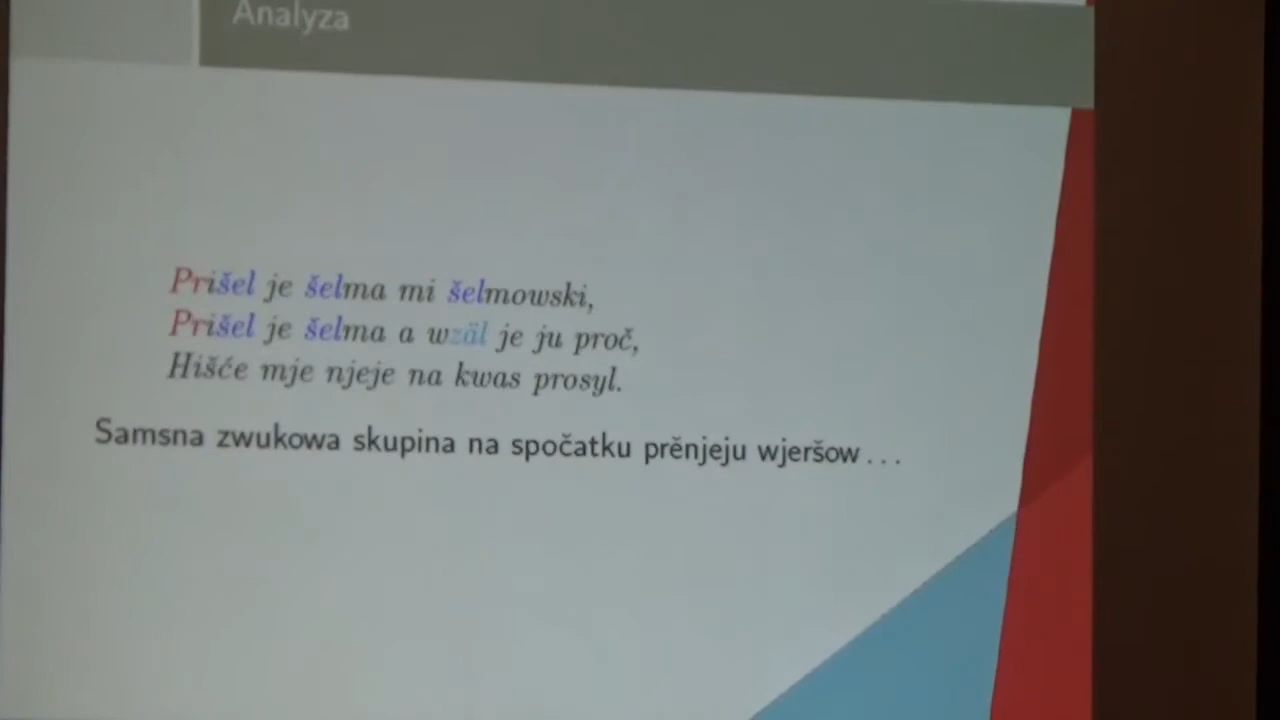 Analyza
Prišel je šelma mi šelmowski,
Prišel je šelma a wzäl je ju proč,
Hišće mje njeje na kwas prosyl.
Samsna zwukowa skupina na spočatku prěnjeju wjeršow . . .